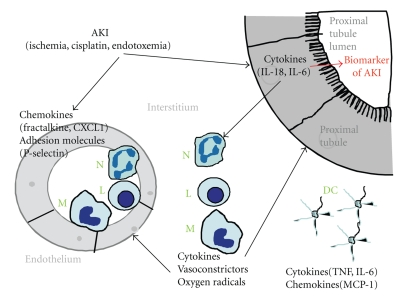 AKI
(ischemia, cisplatin, endotoxemia)
Proximal
tubule
lumen
Cytokines
(IL-18, IL-6)
Biomarker
of AKI
Chemokines
(fractalkine, CXCL1)
Adhesion molecules
(P-selectin)
Interstitium
Proximal
tubule
N
L
M
N
L
M
DC
Endothelium
Cytokines
Vasoconstrictors
Oxygen radicals
Cytokines(TNF, IL-6)
Chemokines(MCP-1)